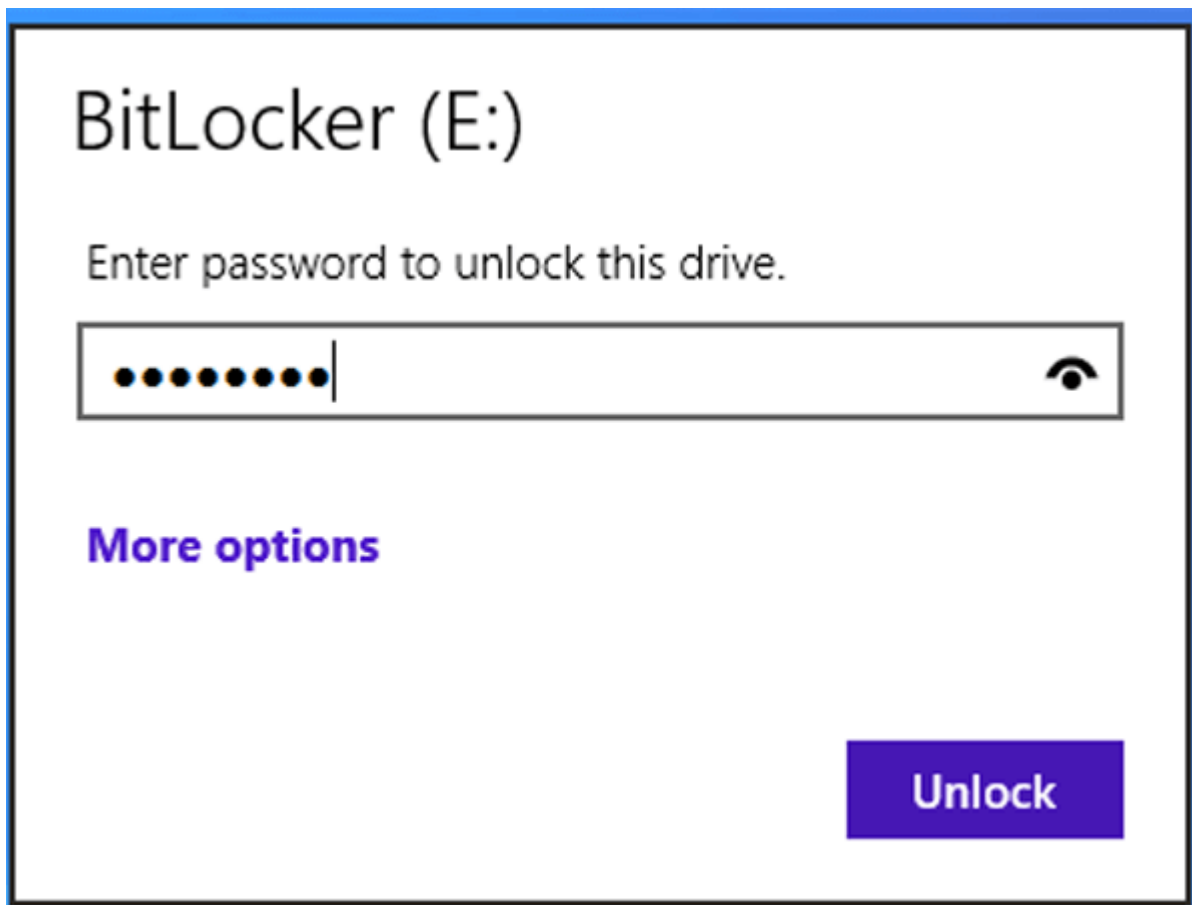 BitLocker (E:)
Enter password to unlock this drive.
••••••••
More options
Unlock